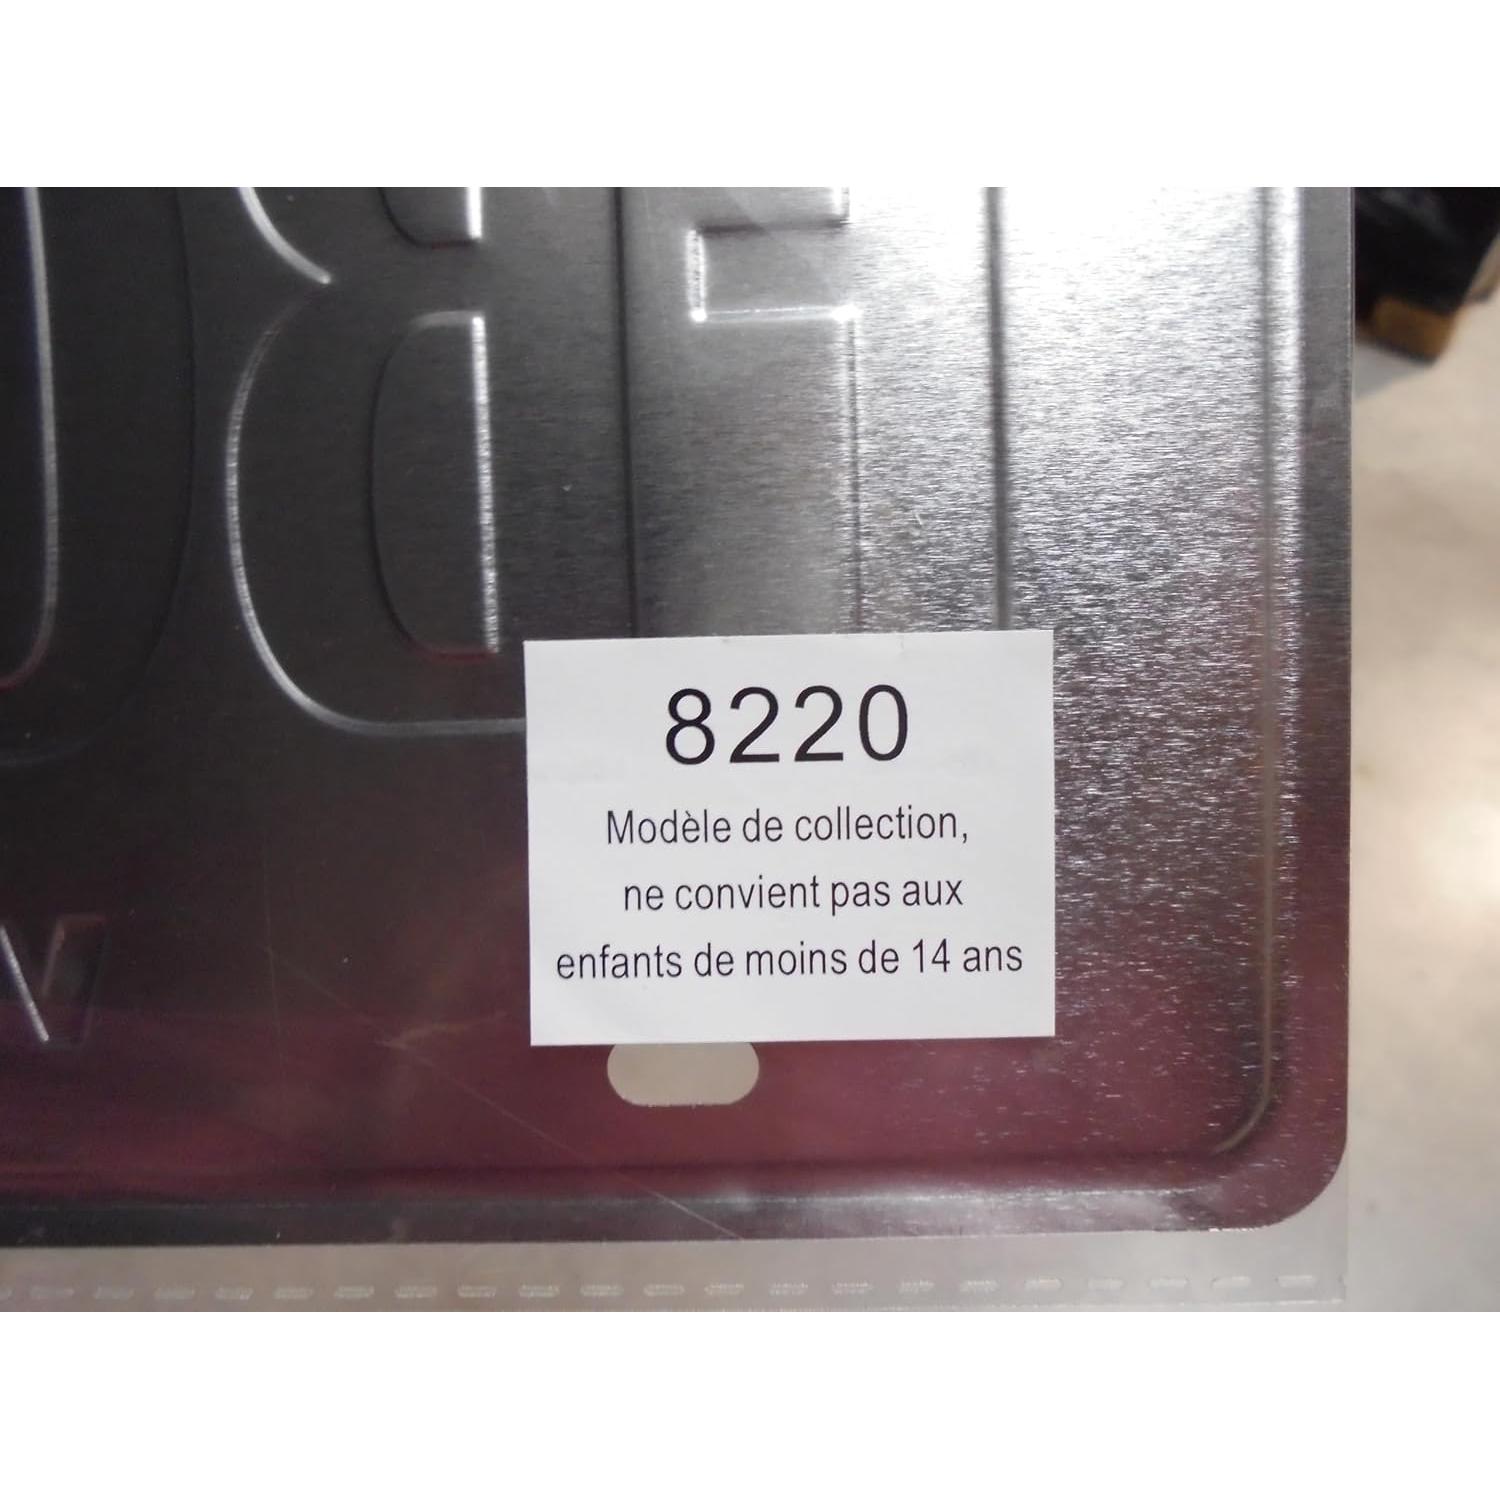 8220
Modèle de collection,
ne convient pas aux
enfants de moins de 14 ans